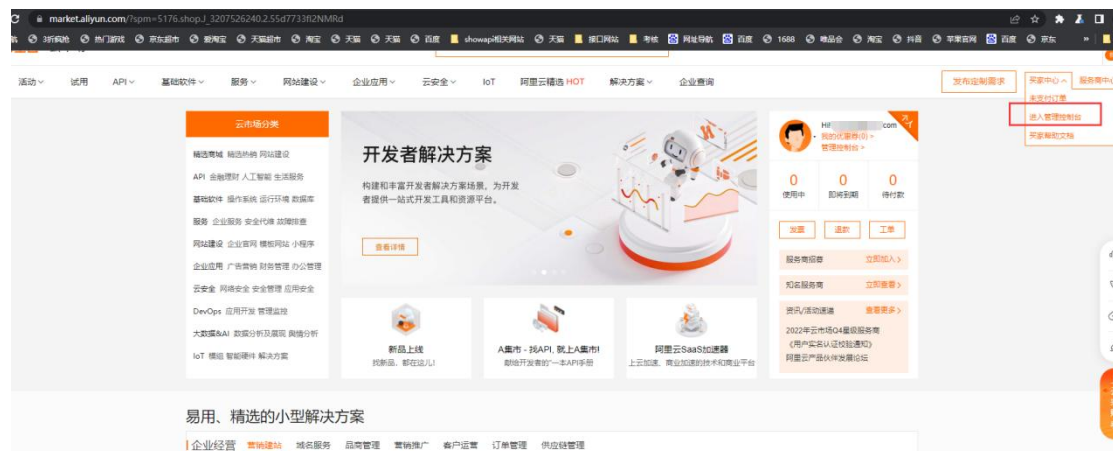 market.aliyun.com/?spm=5176.shop.J_3207526240.2.55d7733fl2NMRd
3折疯抢 热门游戏 京东超市 爱淘宝 天猫超市 淘宝 天猫 天猫 百度 showapi相关网站 天猫 接口网站 考核 网址导航 百度 1688 唯品会 淘宝 抖音 苹果官网 百度 京东 »
活动 试用 API 基础软件 服务 网站建设 企业应用 云安全 IoT 阿里云精选 HOT 解决方案 企业查询 发布定制需求 买家中心 服务商中心
未支付订单
进入管理控制台
买家帮助文档
云市场分类
精选商城 精选热销 网站建设
API 金融理财 人工智能 生活服务
基础软件 操作系统 运行环境 数据库
服务 企业服务 安全代维 故障排查
网站建设 企业官网 模板网站 小程序
企业应用 广告营销 财务管理 办公管理
云安全 网络安全 安全管理 应用安全
DevOps 应用开发 管理监控
大数据&AI 数据分析及展现 舆情分析
IoT 模组 智能硬件 解决方案
开发者解决方案
构建和丰富开发者解决方案场景，为开发
者提供一站式开发工具和资源平台。
查看详情
新品上线
找新品，都在这儿！
A集市 - 找API, 就上A集市!
献给开发者的“一本API手册
阿里云SaaS加速器
上云加速、商业加速的技术和商业平台
Hi! com
我的优惠券(0) >
管理控制台 >
0 0 0
使用中 即将到期 待付款
发票 退款 工单
服务商招募 立即加入 >
知名服务商 立即查看 >
资讯/活动速递 查看更多 >
2022年云市场Q4星级服务商
《用户实名认证校验通知》
阿里云产品伙伴发展论坛
易用、精选的小型解决方案
企业经营 营销建站 域名服务 品商管理 营销推广 客户运营 订单管理 供应链管理